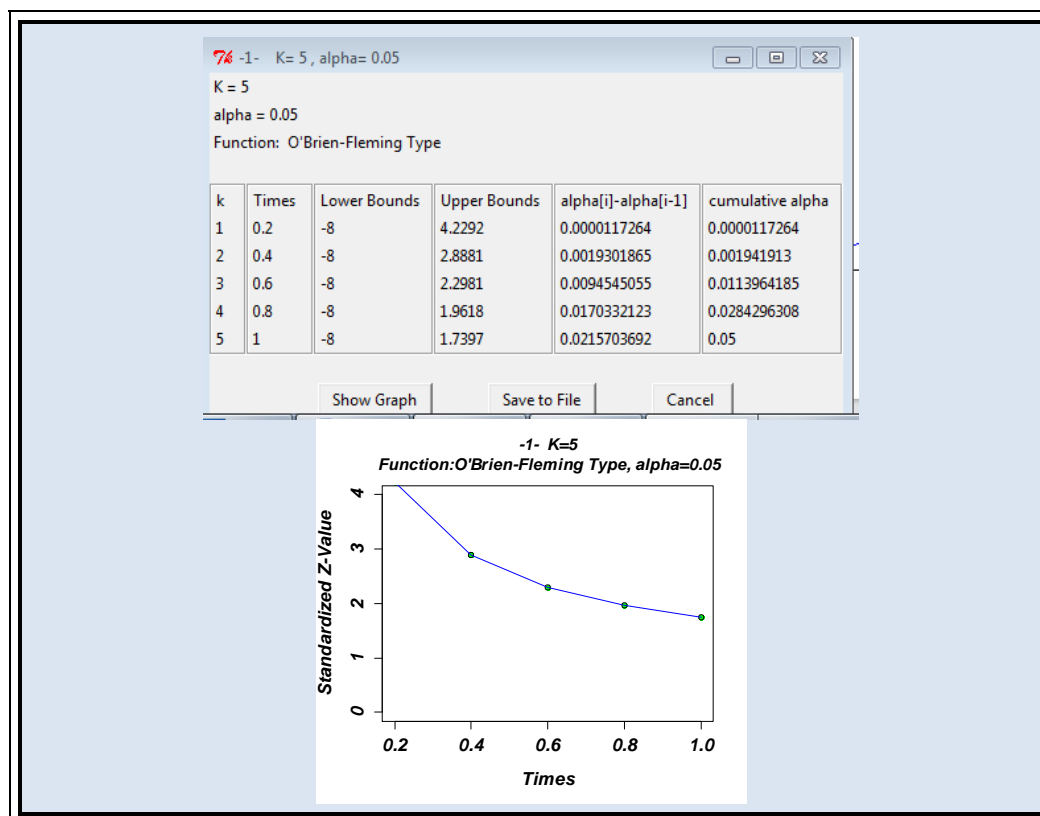 -1- K= 5 , alpha= 0.05
K = 5
alpha = 0.05
Function: O'Brien-Fleming Type
k Times Lower Bounds Upper Bounds alpha[i]-alpha[i-1] cumulative alpha
1 0.2 -8 4.2292 0.0000117264 0.0000117264
2 0.4 -8 2.8881 0.0019301865 0.001941913
3 0.6 -8 2.2981 0.0094545055 0.0113964185
4 0.8 -8 1.9618 0.0170332123 0.0284296308
5 1 -8 1.7397 0.0215703692 0.05
Show Graph Save to File Cancel
-1- K=5
Function:O'Brien-Fleming Type, alpha=0.05
Standardized Z-Value
4
3
2
1
0
0.2 0.4 0.6 0.8 1.0
Times